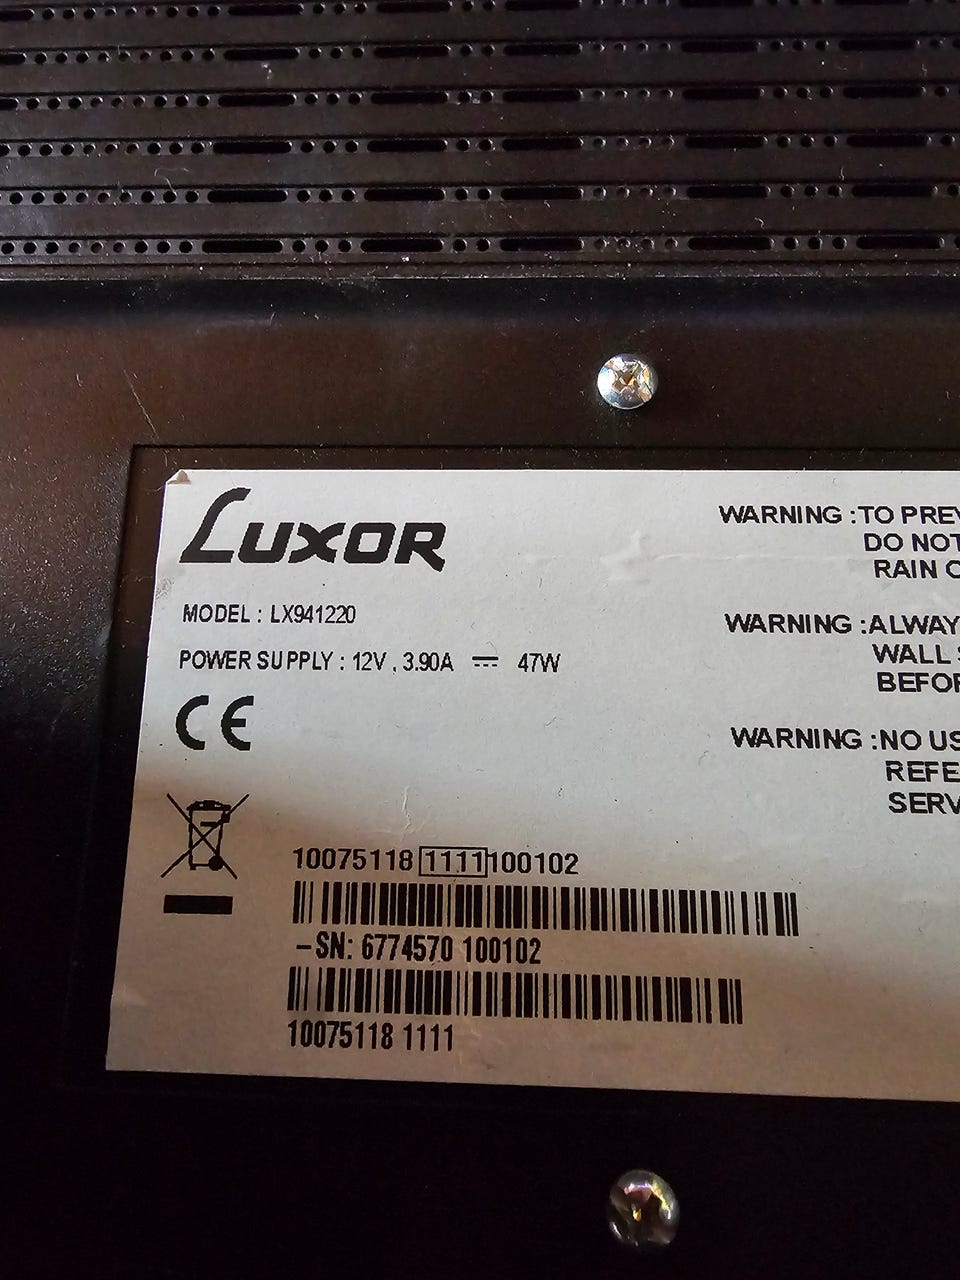 LUXOR
MODEL : LX941220
POWER SUPPLY : 12V , 3.90A ⎓ 47W
CE
WARNING :TO PREV
DO NOT
RAIN O
WARNING :ALWAY
WALL S
BEFOR
WARNING :NO US
REFE
SERV
10075118 1111 100102
-SN: 6774570 100102
10075118 1111